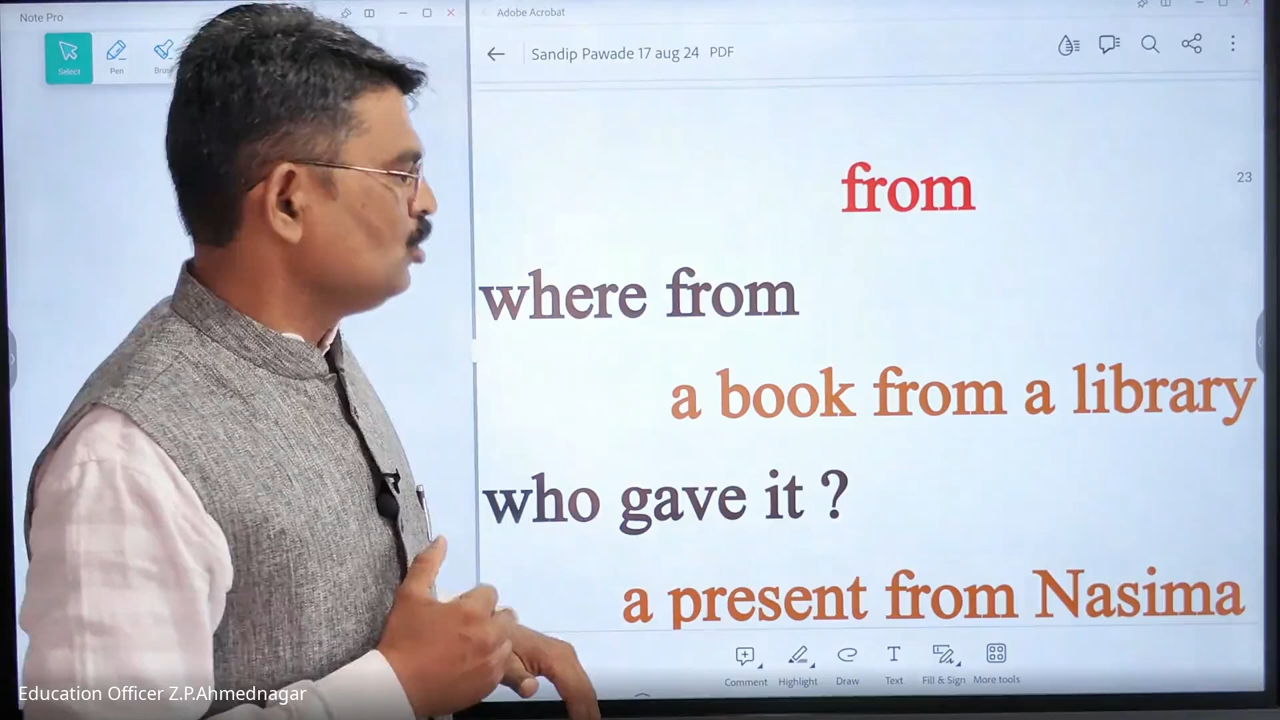 Note Pro
Adobe Acrobat
Select
Pen
Sandip Pawade 17 aug 24 PDF
from
23
where from
a book from a library
who gave it ?
a present from Nasima
Comment
Highlight
Draw
Text
Fill & Sign
More tools
Education Officer Z.P.Ahmednagar